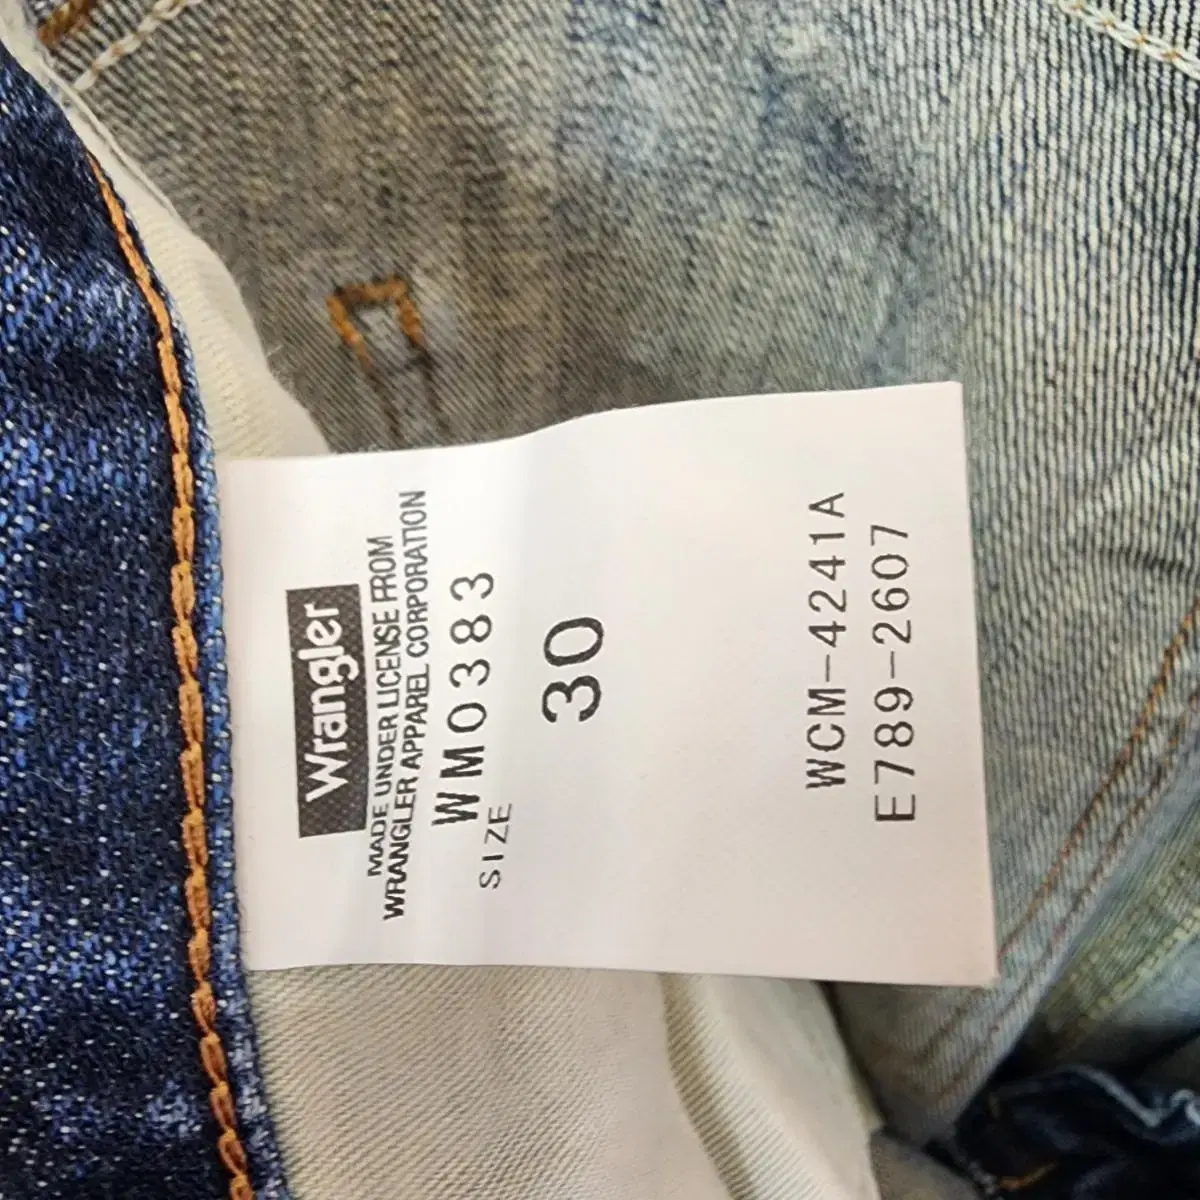 Wrangler
MADE UNDER LICENSE FROM
WRANGLER APPAREL CORPORATION
WM0383
SIZE
30
WCM-4241A
E789-2607